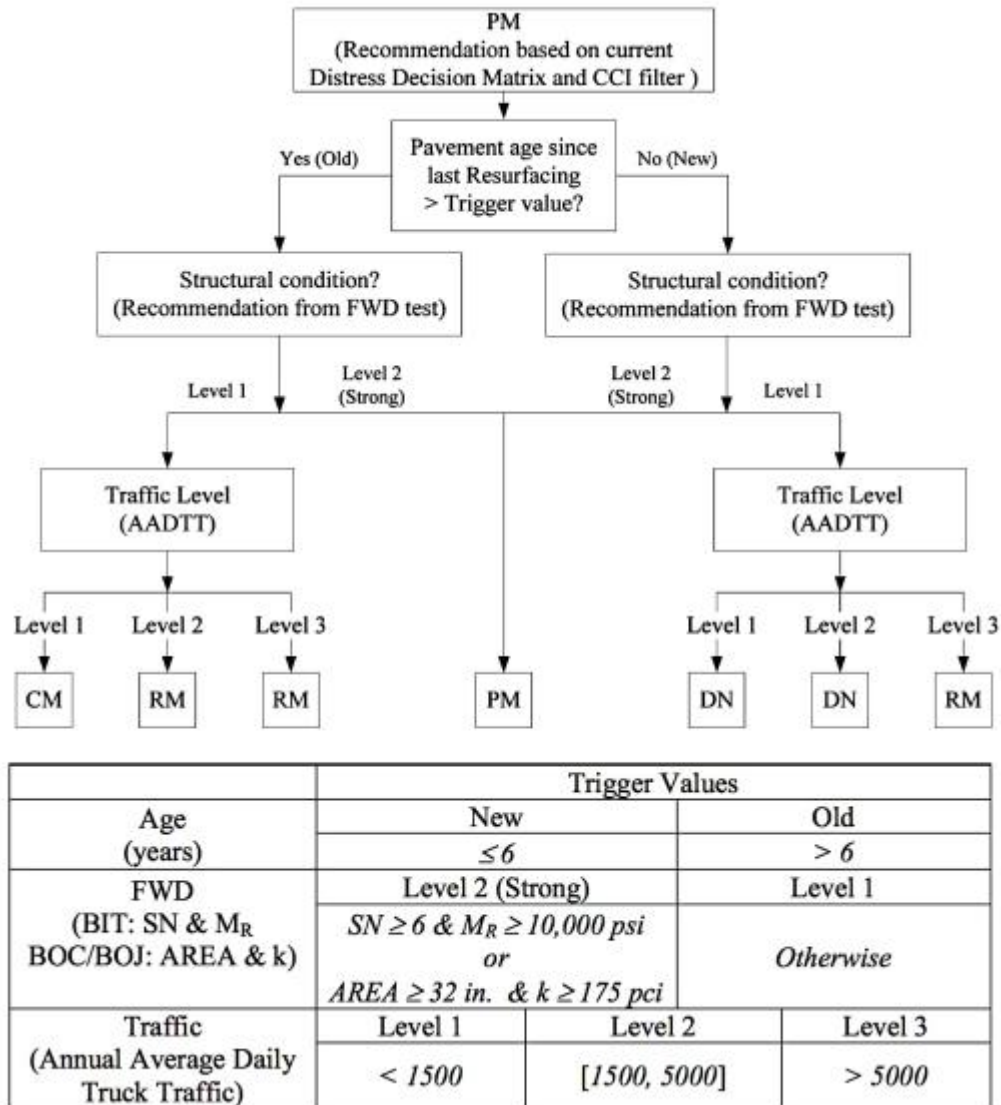 PM
(Recommendation based on current
Distress Decision Matrix and CCI filter )
Yes (Old)
Pavement age since
last Resurfacing
> Trigger value?
No (New)
Structural condition?
(Recommendation from FWD test)
Structural condition?
(Recommendation from FWD test)
Level 1
Level 2
(Strong)
Level 2
(Strong)
Level 1
Traffic Level
(AADTT)
Traffic Level
(AADTT)
Level 1 Level 2 Level 3
Level 1 Level 2 Level 3
CM RM RM PM DN DN RM
Trigger Values
Age
(years)
New Old
≤6 > 6
FWD
(BIT: SN & MR
BOC/BOJ: AREA & k)
Level 2 (Strong) Level 1
SN ≥ 6 & MR ≥ 10,000 psi
or
AREA ≥ 32 in. & k ≥ 175 pci
Otherwise
Traffic
(Annual Average Daily
Truck Traffic)
Level 1 Level 2 Level 3
< 1500 [1500, 5000] > 5000